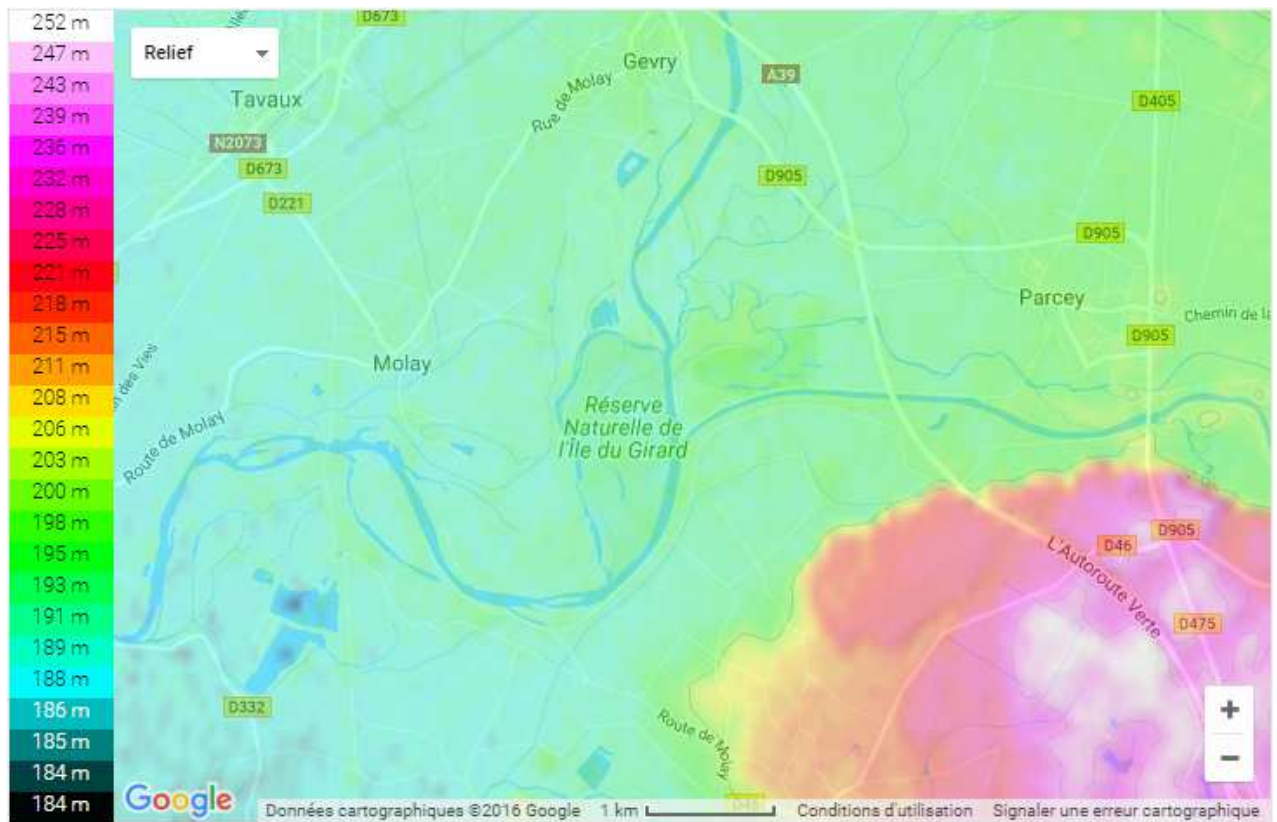 252 m
247 m
243 m
239 m
236 m
232 m
228 m
225 m
221 m
218 m
215 m
211 m
208 m
206 m
203 m
200 m
198 m
195 m
193 m
191 m
189 m
188 m
186 m
185 m
184 m
184 m
D673
Relief
Gevry
A39
Tavaux
Rue de Molay
D405
N2073
D673
D905
D221
D905
Parcey
Chemin de la
D905
Molay
des Vies
Réserve
Naturelle de
l'Île du Girard
Route de Molay
D905
D46
L'Autoroute Verte
D475
D332
Route de Molay
+
−
Google
Données cartographiques ©2016 Google
1 km
Conditions d'utilisation
Signaler une erreur cartographique